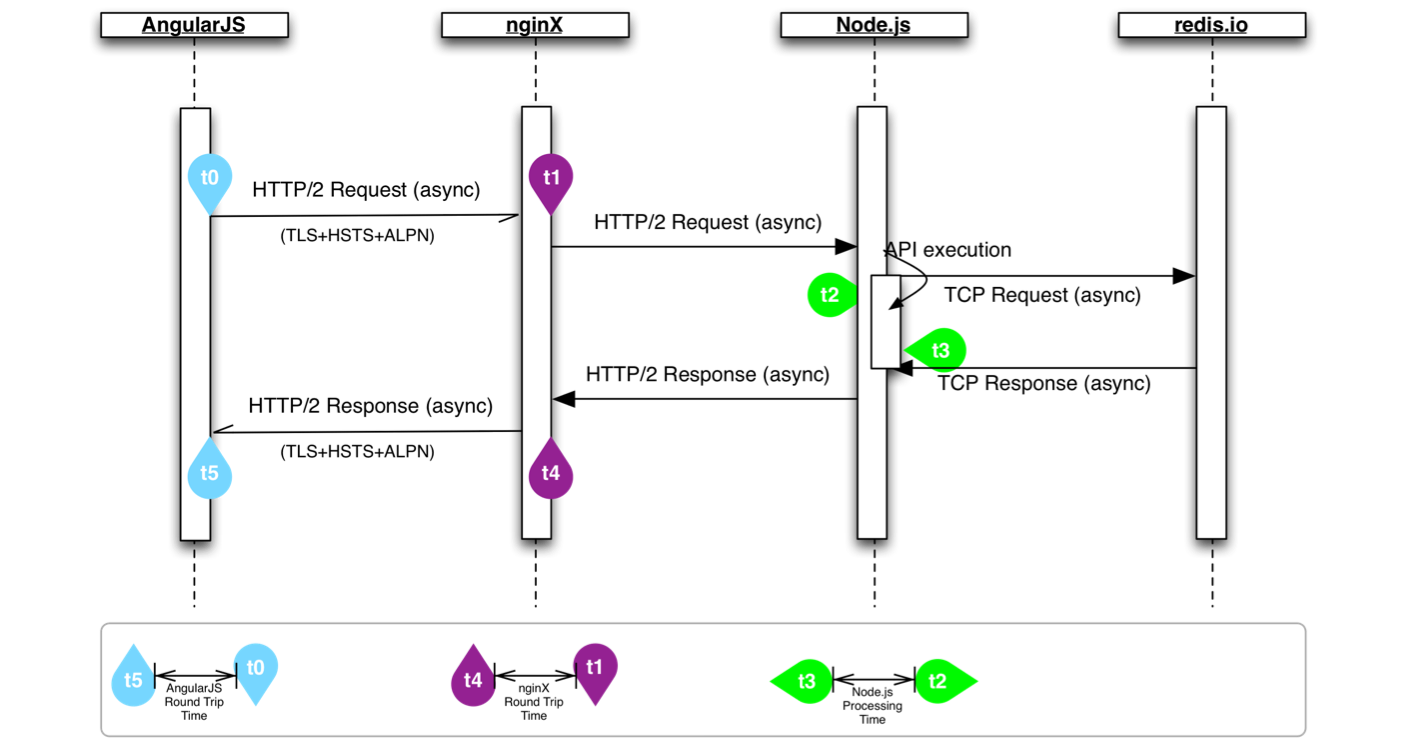 AngularJS
nginX
Node.js
redis.io
t0
HTTP/2 Request (async)
(TLS+HSTS+ALPN)
t1
HTTP/2 Request (async)
API execution
t2
TCP Request (async)
t3
TCP Response (async)
HTTP/2 Response (async)
HTTP/2 Response (async)
(TLS+HSTS+ALPN)
t5
t4
t5
AngularJS
Round Trip
Time
t0
t4
nginX
Round Trip
Time
t1
t3
Node.js
Processing
Time
t2